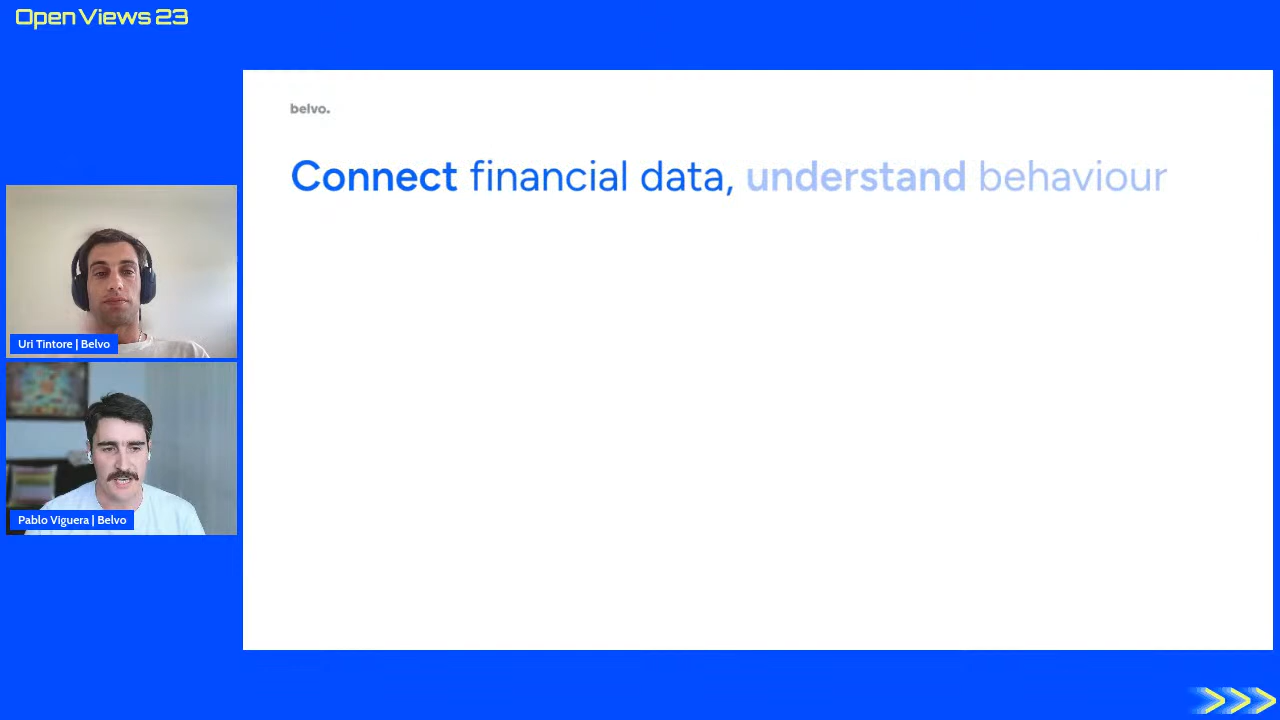 Open Views 23
belvo.
Connect financial data, understand behaviour
Uri Tintore | Belvo
Pablo Viguera | Belvo